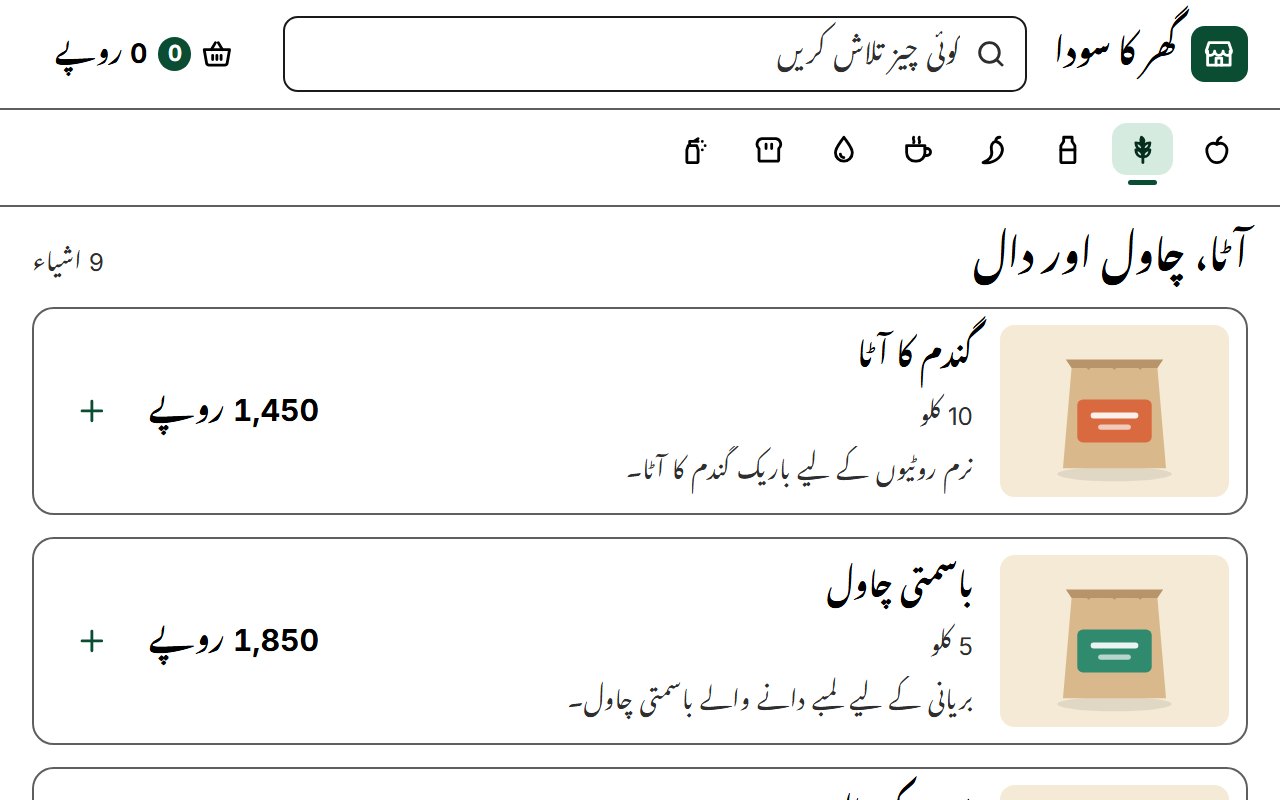 گھر کا سودا
کوئی چیز تلاش کریں
0
0 روپے
آٹا، چاول اور دال
9 اشیاء
گندم کا آٹا
10 کلو
نرم روٹیوں کے لیے باریک گندم کا آٹا۔
1,450 روپے
باسمتی چاول
5 کلو
بریانی کے لیے لمبے دانے والے باسمتی چاول۔
1,850 روپے